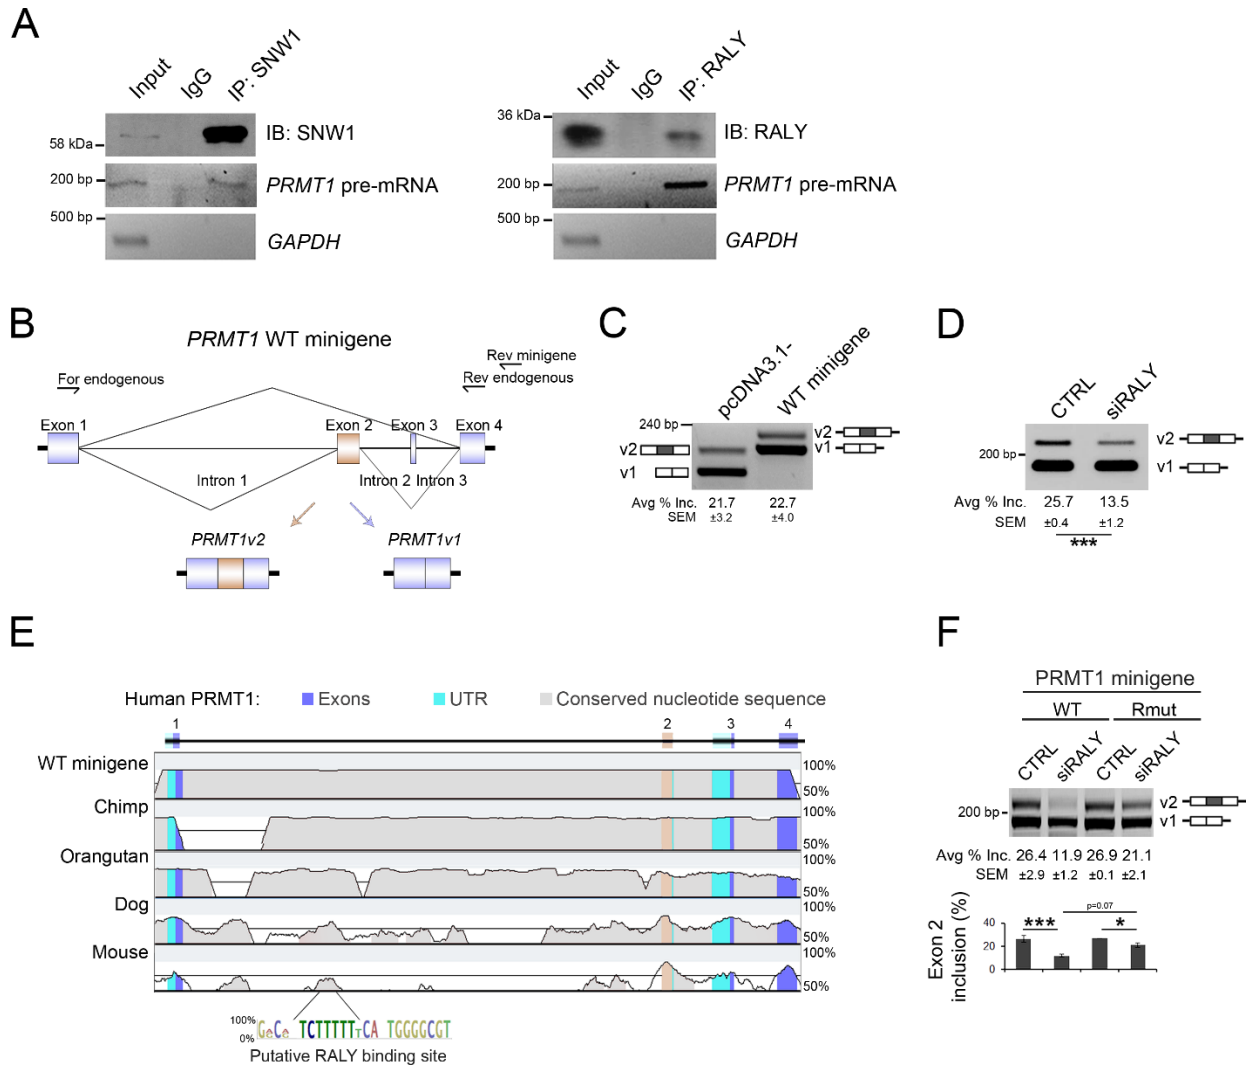 A
Input
IgG
IP: SNW1
58 kDa
IB: SNW1
200 bp
PRMT1 pre-mRNA
500 bp
GAPDH
Input
IgG
IP: RALY
36 kDa
IB: RALY
200 bp
PRMT1 pre-mRNA
500 bp
GAPDH
B
PRMT1 WT minigene
For endogenous
Rev minigene
Rev endogenous
Exon 1
Exon 2
Exon 3
Exon 4
Intron 1
Intron 2
Intron 3
PRMT1v2
PRMT1v1
C
pcDNA3.1-
WT minigene
240 bp
v2
v1
v2
v1
Avg % Inc. 21.7 22.7
SEM ±3.2 ±4.0
D
CTRL
siRALY
200 bp
v2
v1
Avg % Inc. 25.7 13.5
SEM ±0.4 ±1.2
***
E
Human PRMT1: Exons UTR Conserved nucleotide sequence
1 2 3 4
WT minigene
100%
50%
Chimp
100%
50%
Orangutan
100%
50%
Dog
100%
50%
Mouse
100%
50%
100%
0%
GeCe TCTTTTTTCA TGGGGCGT
Putative RALY binding site
F
PRMT1 minigene
WT Rmut
CTRL
siRALY
CTRL
siRALY
200 bp
v2
v1
Avg % Inc. 26.4 11.9 26.9 21.1
SEM ±2.9 ±1.2 ±0.1 ±2.1
Exon 2 inclusion (%)
40
20
0
***
p=0.07
*